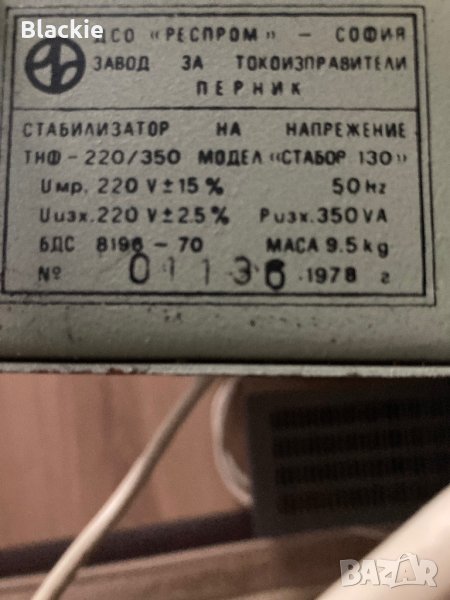 Blackie
ДСО "РЕСПРОМ" - СОФИЯ
ЗАВОД ЗА ТОКОИЗПРАВИТЕЛИ
ПЕРНИК
СТАБИЛИЗАТОР НА НАПРЕЖЕНИЕ
ТНФ-220/350 МОДЕЛ "СТАБОР 130"
Uмр. 220 V ± 15 % 50 Hz
Uизх. 220 V ± 2.5 % Pизх. 350 VA
БДС 8196 - 70 МАСА 9.5 kg
№ 01136 1978 г
BAZAR